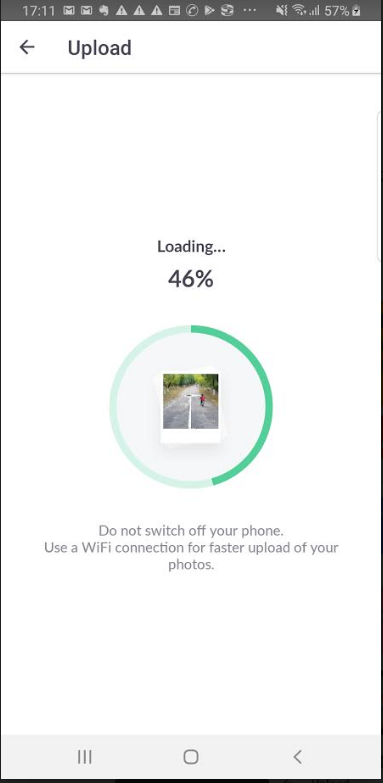 17:11 57%
Upload
Loading...
46%
Do not switch off your phone.
Use a WiFi connection for faster upload of your
photos.